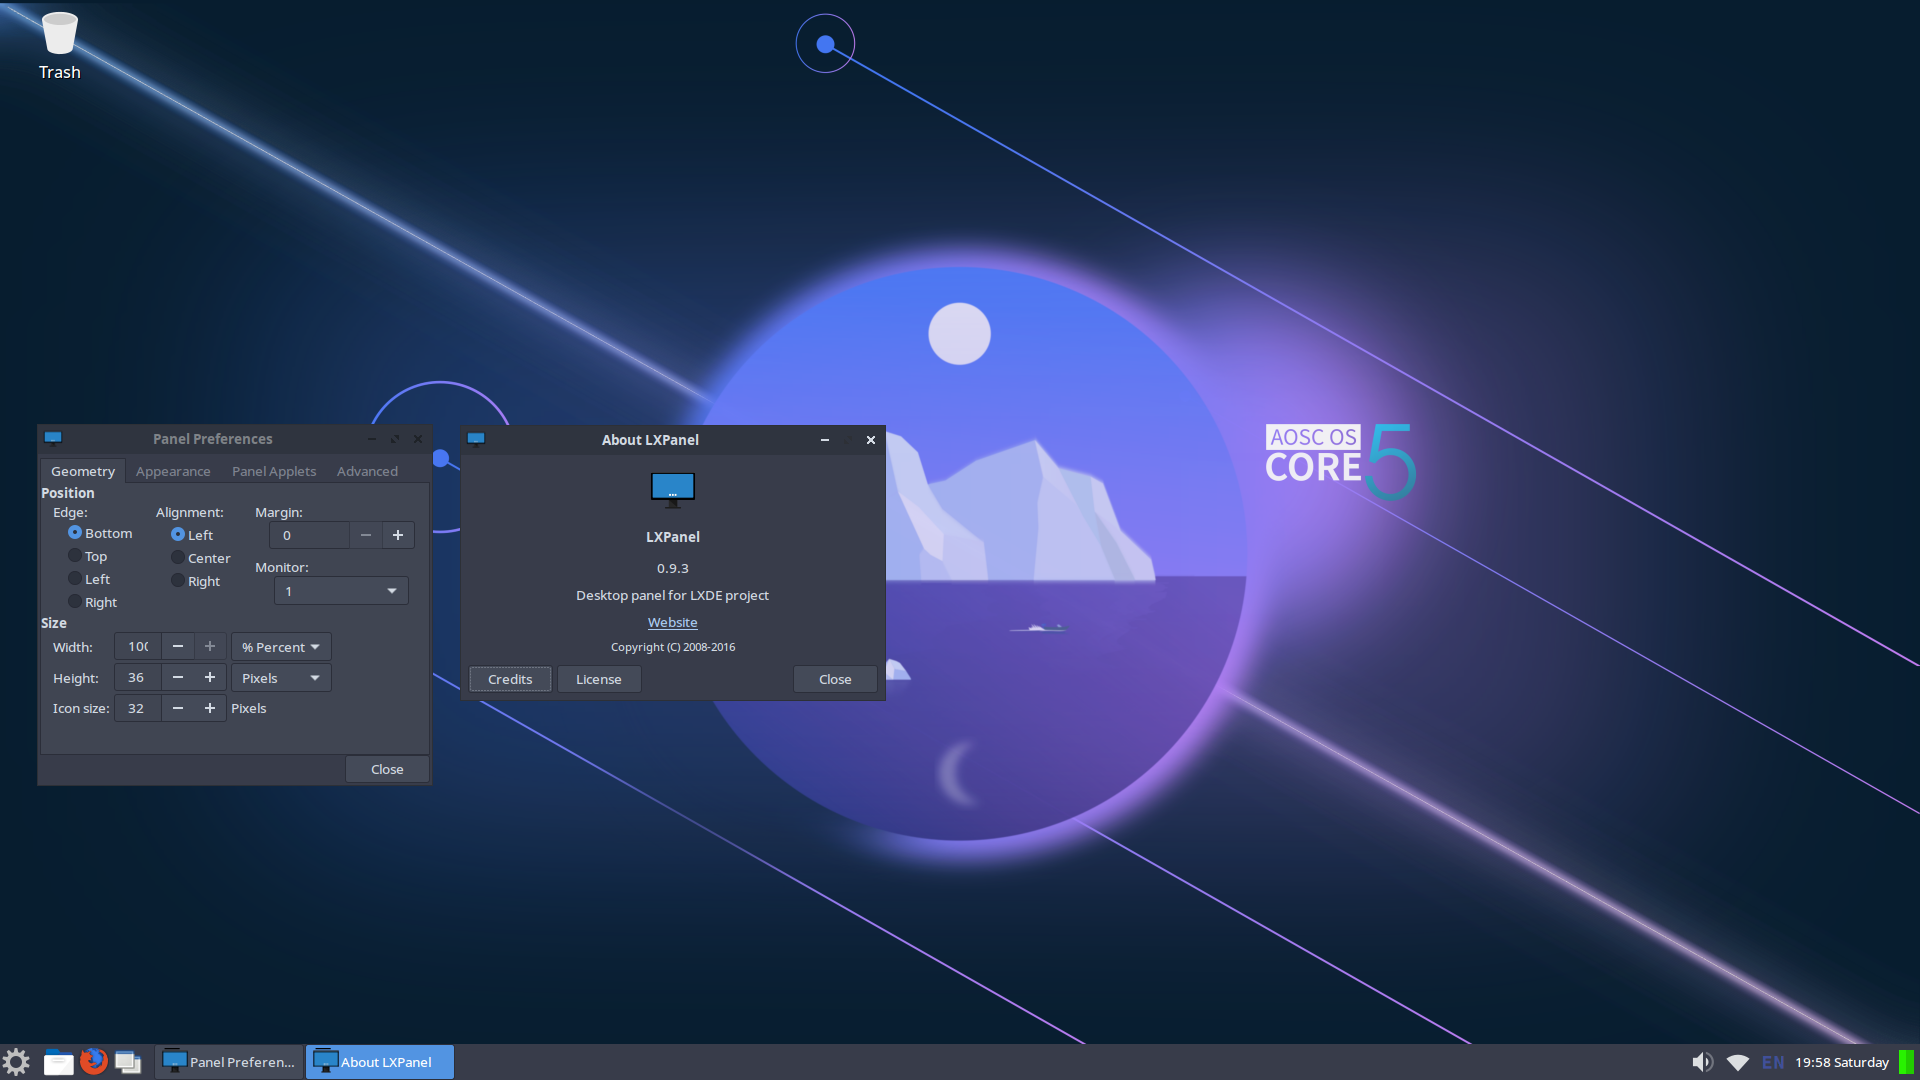 Trash
AOSC OS
CORE 5
Panel Preferences
Geometry Appearance Panel Applets Advanced
Position
Edge: Alignment: Margin:
Bottom Left 0
Top Center
Left Right
Right
Monitor:
1
Size
Width: 100 % Percent
Height: 36 Pixels
Icon size: 32 Pixels
Close
About LXPanel
LXPanel
0.9.3
Desktop panel for LXDE project
Website
Copyright (C) 2008-2016
Credits License Close
Panel Preferen... About LXPanel EN 19:58 Saturday